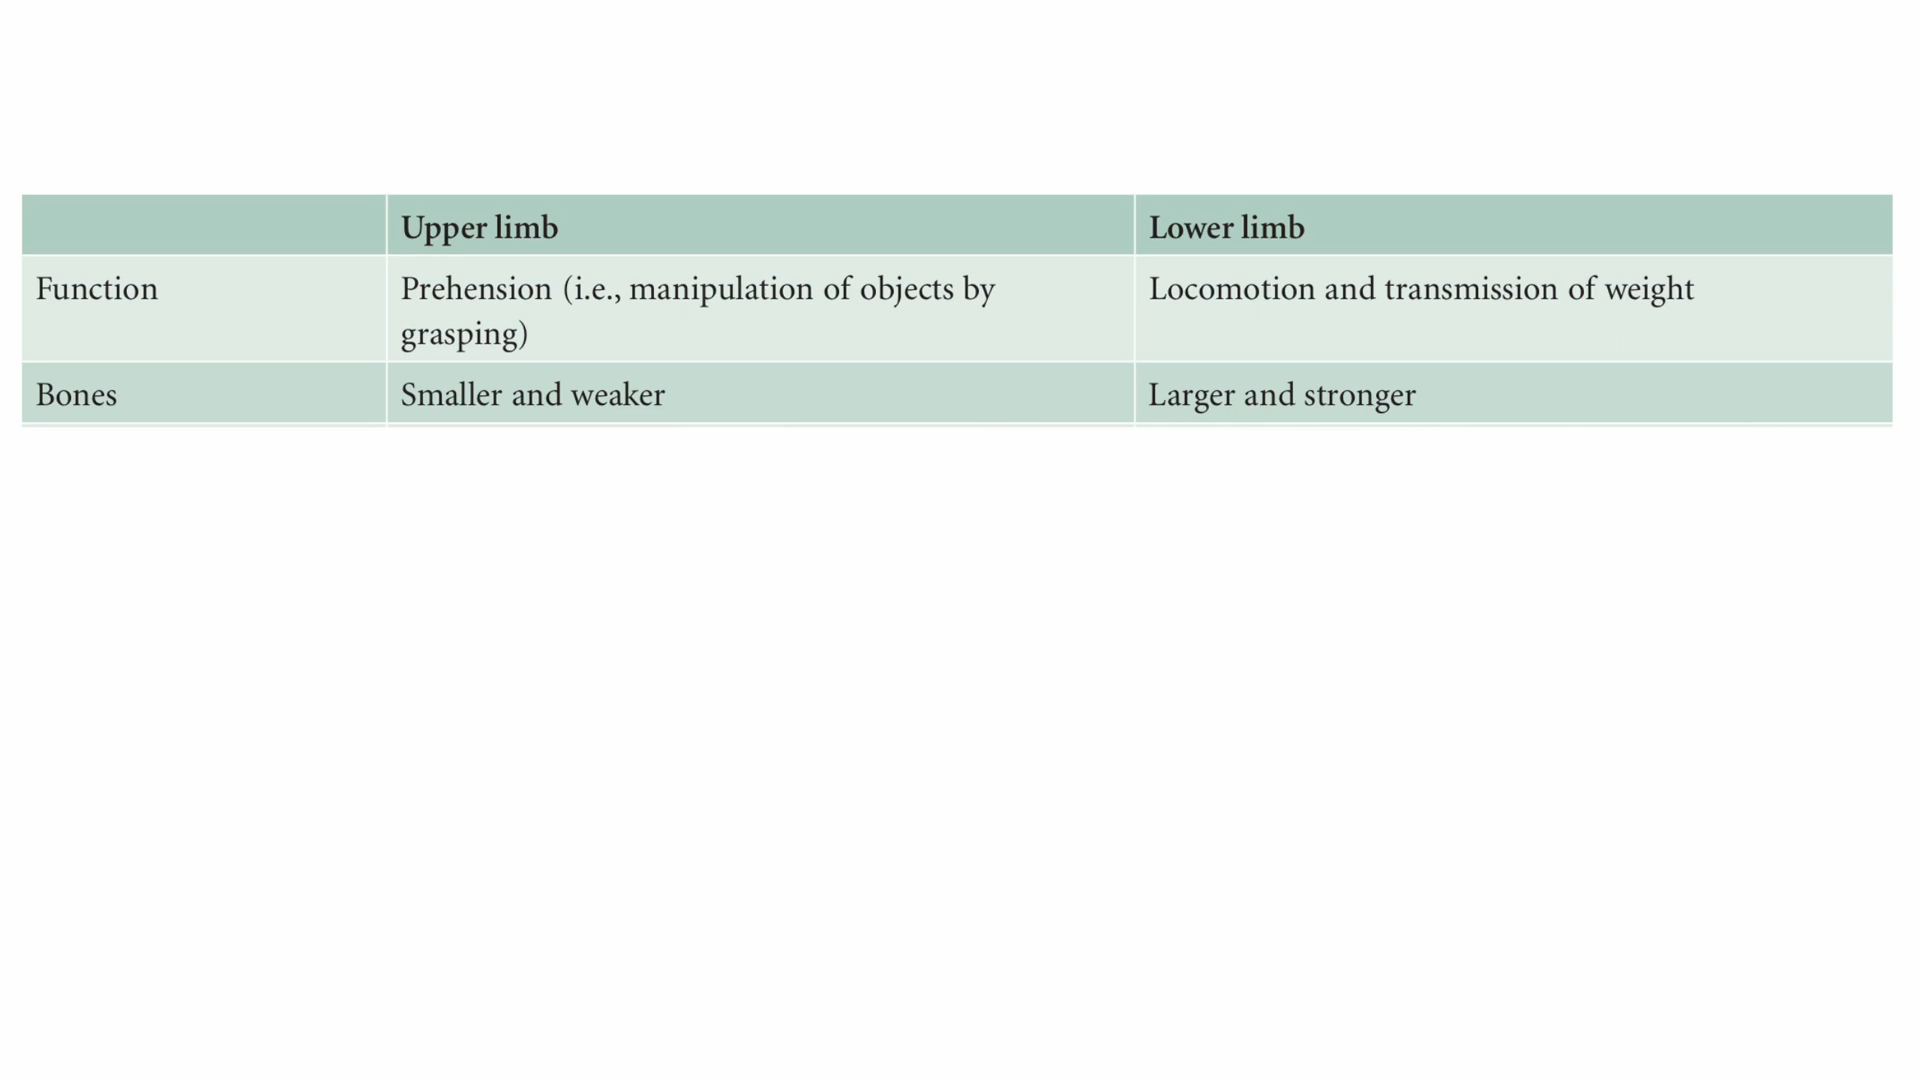 Upper limb
Lower limb
Function
Prehension (i.e., manipulation of objects by
grasping)
Locomotion and transmission of weight
Bones
Smaller and weaker
Larger and stronger